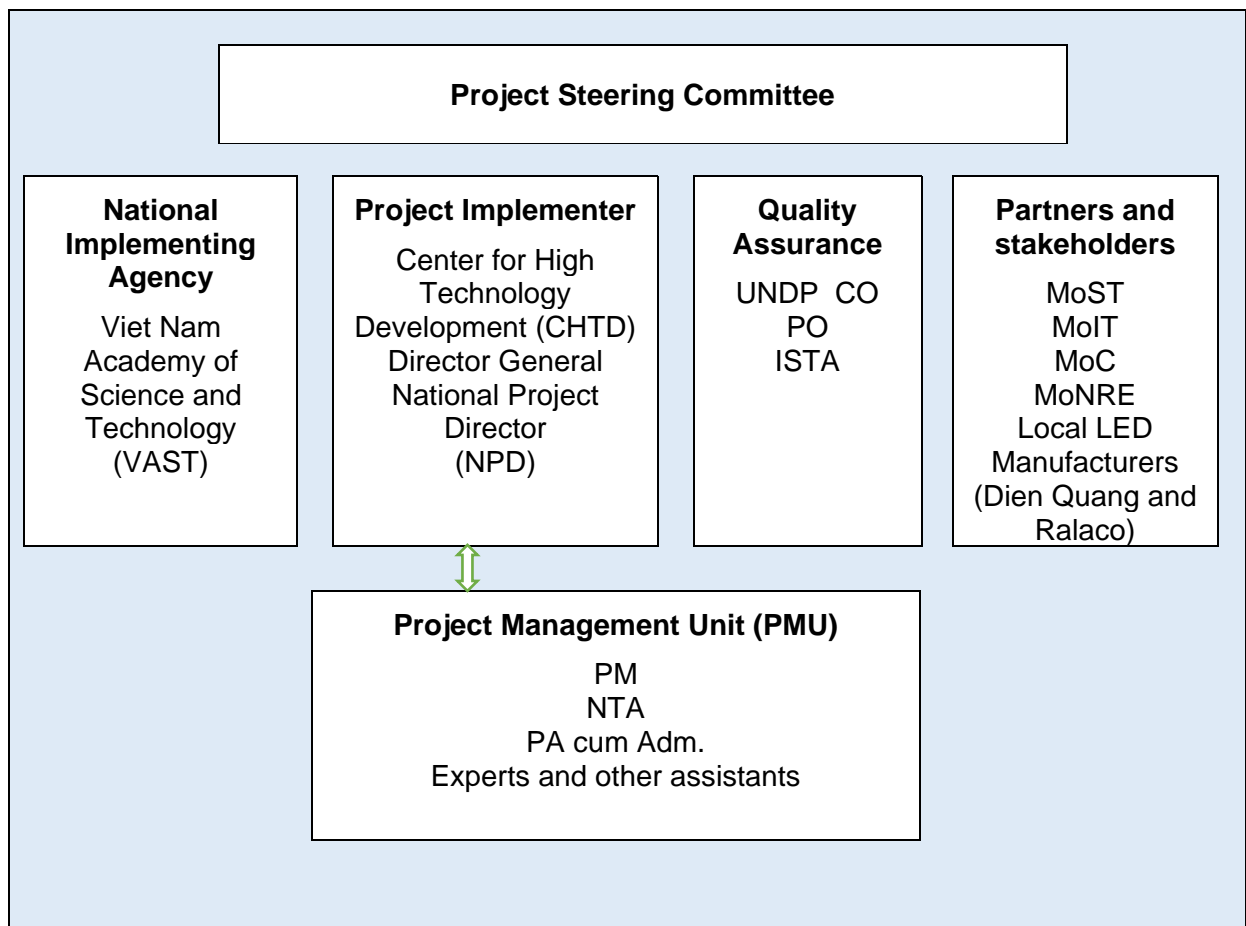 Project Steering Committee
National
Implementing
Agency
Viet Nam
Academy of
Science and
Technology
(VAST)
Project Implementer
Center for High
Technology
Development (CHTD)
Director General
National Project
Director
(NPD)
Quality
Assurance
UNDP CO
PO
ISTA
Partners and
stakeholders
MoST
MoIT
MoC
MoNRE
Local LED
Manufacturers
(Dien Quang and
Ralaco)
Project Management Unit (PMU)
PM
NTA
PA cum Adm.
Experts and other assistants